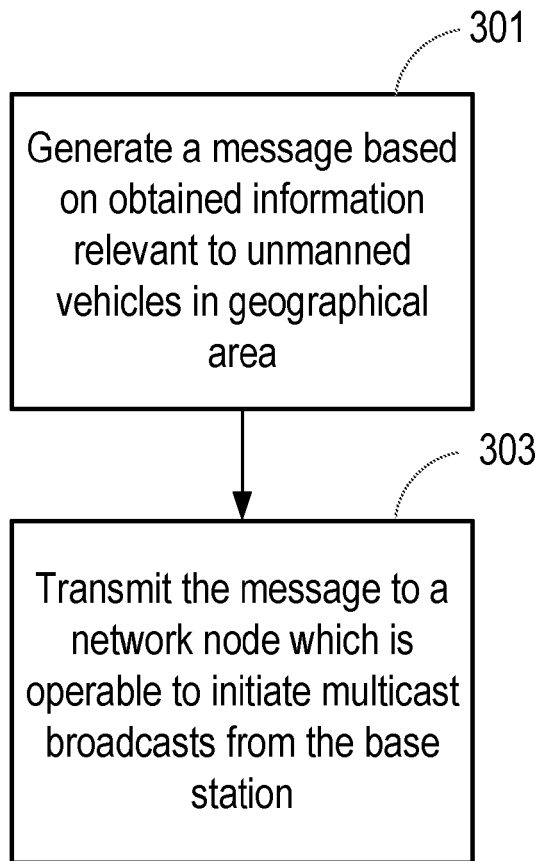 301
Generate a message based
on obtained information
relevant to unmanned
vehicles in geographical
area
303
Transmit the message to a
network node which is
operable to initiate multicast
broadcasts from the base
station